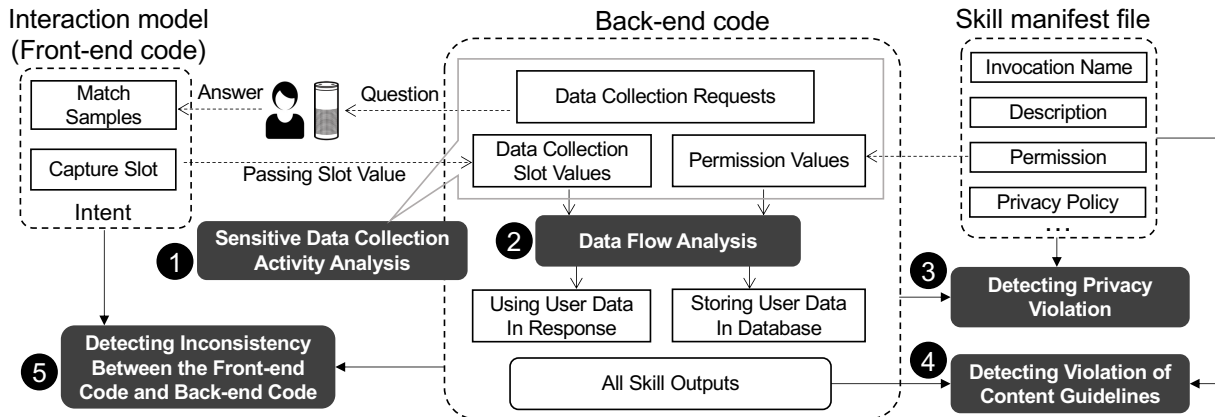 Interaction model
(Front-end code)
Back-end code
Skill manifest file
Match
Samples
Answer
Question
Data Collection Requests
Invocation Name
Description
Capture Slot
Passing Slot Value
Data Collection
Slot Values
Permission Values
Permission
Intent
Privacy Policy
...
1
Sensitive Data Collection
Activity Analysis
2
Data Flow Analysis
3
Detecting Privacy
Violation
Using User Data
In Response
Storing User Data
In Database
5
Detecting Inconsistency
Between the Front-end
Code and Back-end Code
All Skill Outputs
4
Detecting Violation of
Content Guidelines